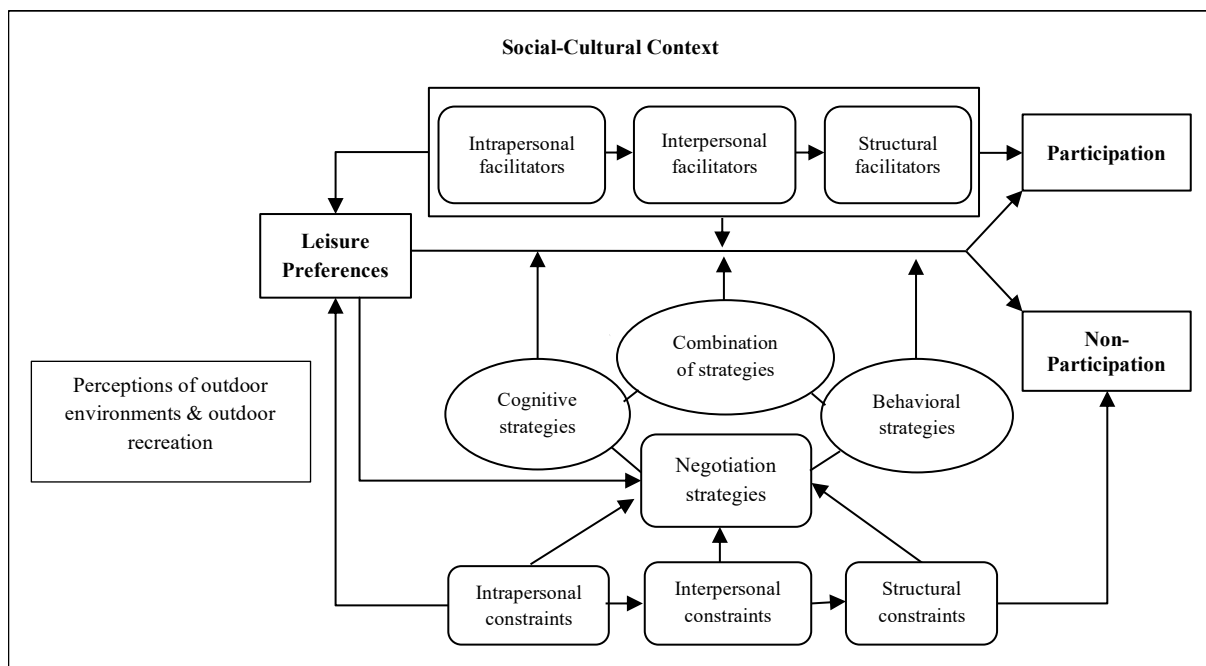 Social-Cultural Context
Intrapersonal
facilitators
Interpersonal
facilitators
Structural
facilitators
Participation
Leisure
Preferences
Non-
Participation
Combination
of strategies
Perceptions of outdoor
environments & outdoor
recreation
Cognitive
strategies
Behavioral
strategies
Negotiation
strategies
Intrapersonal
constraints
Interpersonal
constraints
Structural
constraints